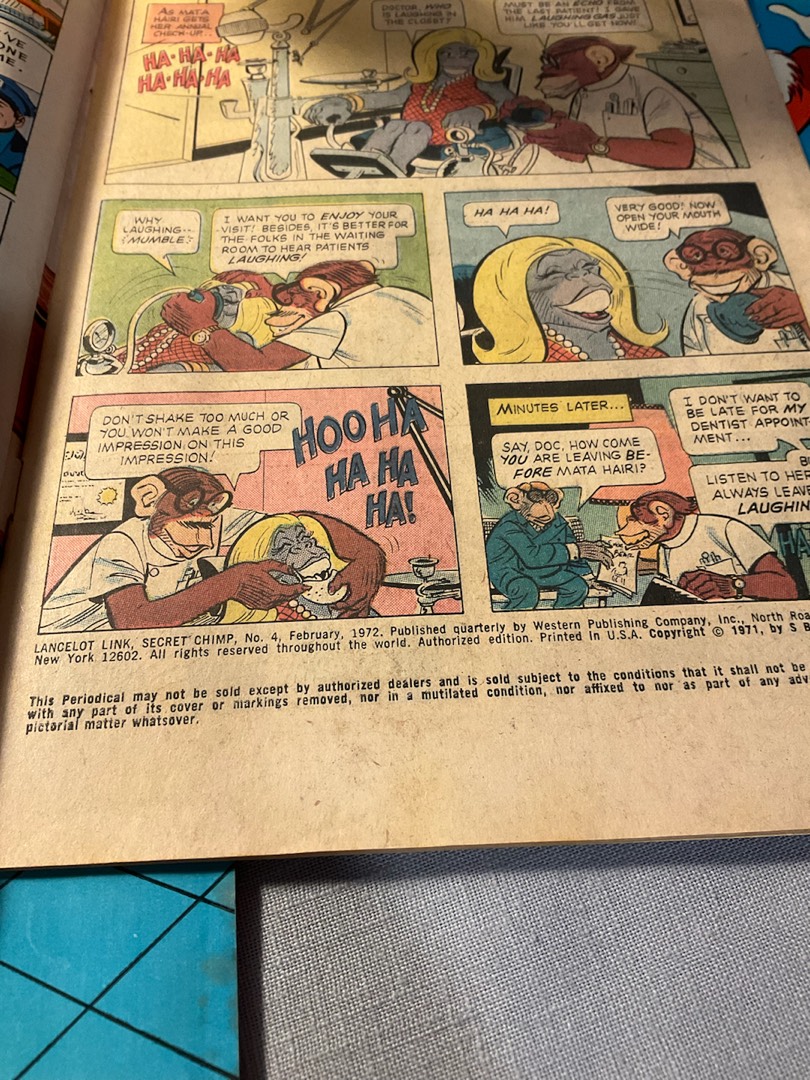 'VE
ONE
ME.
AS MATA
HAIRI GETS
HER ANNUAL
CHECK-UP...
HA·HA·HA
HA·HA·HA
DOCTOR, WHO
IS LAUGHING IN
THE CLOSET?
MUST BE AN ECHO FROM
THE LAST PATIENT! I GAVE
HIM LAUGHING GAS JUST
LIKE YOU'LL GET NOW!
WHY
LAUGHING--
{MUMBLE}?
I WANT YOU TO ENJOY YOUR
VISIT! BESIDES, IT'S BETTER FOR
THE FOLKS IN THE WAITING
ROOM TO HEAR PATIENTS
LAUGHING!
HA HA HA!
VERY GOOD! NOW
OPEN YOUR MOUTH
WIDE!
DON'T SHAKE TOO MUCH OR
YOU WON'T MAKE A GOOD
IMPRESSION ON THIS
IMPRESSION!
HOO HA
HA HA
HA!
MINUTES LATER...
SAY, DOC, HOW COME
YOU ARE LEAVING BE-
FORE MATA HAIRI?
I DON'T WANT TO
BE LATE FOR MY
DENTIST APPOINT-
MENT...
LISTEN TO HER
ALWAYS LEAVE
LAUGHIN
HA
LANCELOT LINK, SECRET CHIMP, No. 4, February, 1972. Published quarterly by Western Publishing Company, Inc., North Roa
New York 12602. All rights reserved throughout the world. Authorized edition. Printed in U.S.A. Copyright © 1971, by S B
This Periodical may not be sold except by authorized dealers and is sold subject to the conditions that it shall not be
with any part of its cover or markings removed, nor in a mutilated condition, nor affixed to nor as part of any adv
pictorial matter whatsoever.